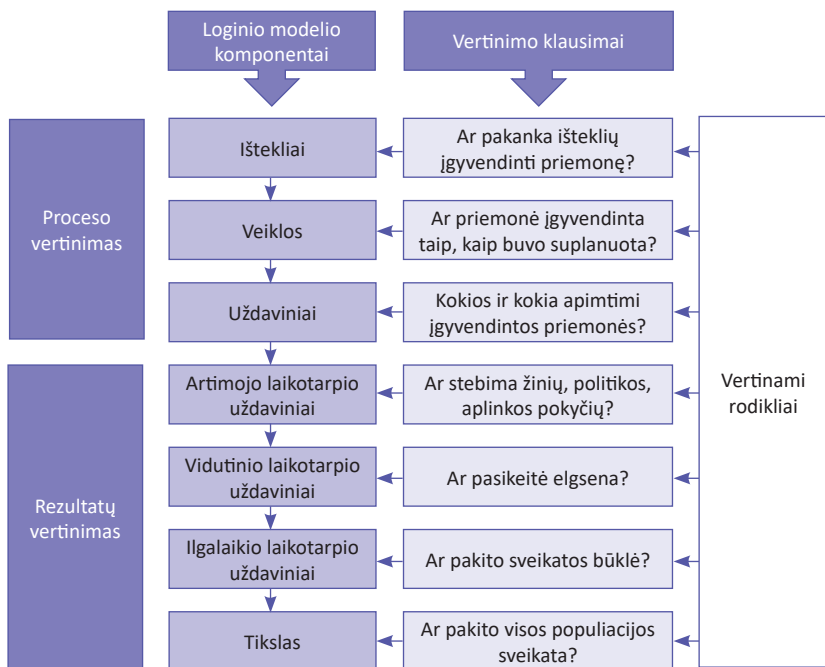 Loginio modelio
komponentai
Vertinimo klausimai
Proceso
vertinimas
Ištekliai
Ar pakanka išteklių
įgyvendinti priemonę?
Veiklos
Ar priemonė įgyvendinta
taip, kaip buvo suplanuota?
Uždaviniai
Kokios ir kokia apimtimi
įgyvendintos priemonės?
Rezultatų
vertinimas
Artimojo laikotarpio
uždaviniai
Ar stebima žinių, politikos,
aplinkos pokyčių?
Vidutinio laikotarpio
uždaviniai
Ar pasikeitė elgsena?
Ilgalaikio laikotarpio
uždaviniai
Ar pakito sveikatos būklė?
Tikslas
Ar pakito visos populiacijos
sveikata?
Vertinami
rodikliai